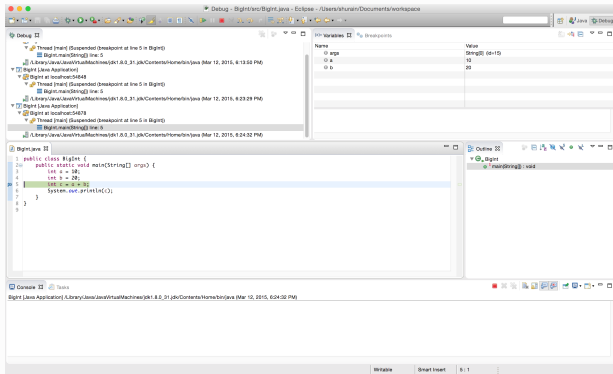 Debug - BigInt/src/BigInt.java - Eclipse - /Users/shuram/Documents/workspace
Java
Debug
Debug
Thread [main] (Suspended (breakpoint at line 5 in BigInt))
BigInt.main(String[]) line: 5
/Library/Java/JavaVirtualMachines/jdk1.8.0_31.jdk/Contents/Home/bin/java (Mar 12, 2015, 6:13:50 PM)
BigInt [Java Application]
BigInt at localhost:54848
Thread [main] (Suspended (breakpoint at line 5 in BigInt))
BigInt.main(String[]) line: 5
/Library/Java/JavaVirtualMachines/jdk1.8.0_31.jdk/Contents/Home/bin/java (Mar 12, 2015, 6:23:29 PM)
BigInt [Java Application]
BigInt at localhost:54878
Thread [main] (Suspended (breakpoint at line 5 in BigInt))
BigInt.main(String[]) line: 5
/Library/Java/JavaVirtualMachines/jdk1.8.0_31.jdk/Contents/Home/bin/java (Mar 12, 2015, 6:24:32 PM)
Variables
Breakpoints
Name Value
args String[0] (id=15)
a 10
b 20
BigInt.java
1 public class BigInt {
2 public static void main(String[] args) {
3 int a = 10;
4 int b = 20;
5 int c = a + b;
6 System.out.println(c);
7 }
8 }
9
Outline
BigInt
main(String[]) : void
Console
Tasks
BigInt [Java Application] /Library/Java/JavaVirtualMachines/jdk1.8.0_31.jdk/Contents/Home/bin/java (Mar 12, 2015, 6:24:32 PM)
Writable
Smart Insert
5 : 1